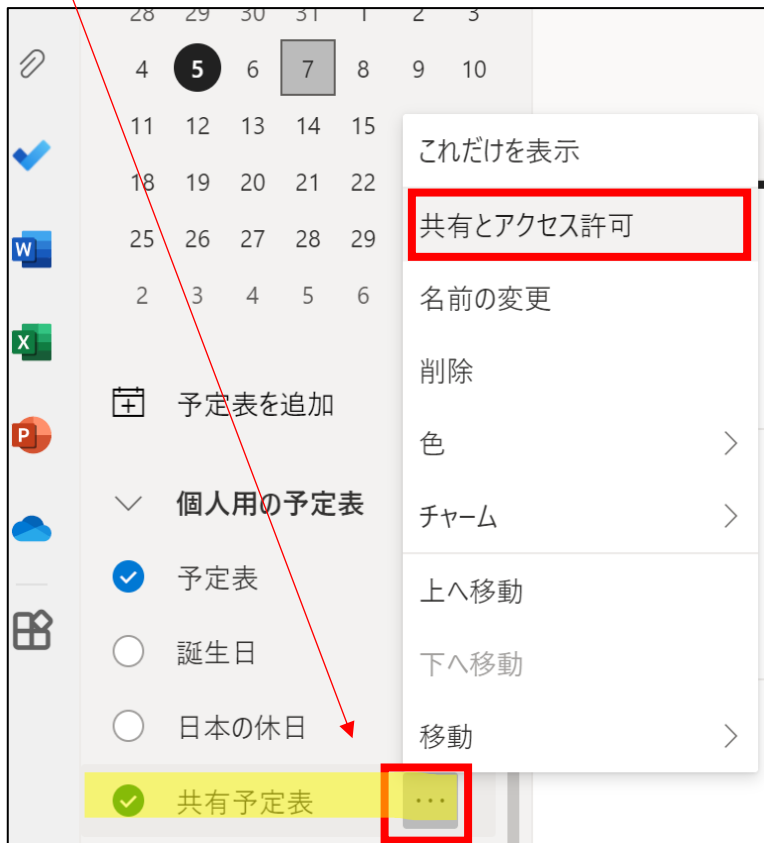 28 29 30 31 1 2 3
4 5 6 7 8 9 10
11 12 13 14 15
18 19 20 21 22
25 26 27 28 29
2 3 4 5 6
予定表を追加
個人用の予定表
予定表
誕生日
日本の休日
共有予定表 ...
これだけを表示
共有とアクセス許可
名前の変更
削除
色
チャーム
上へ移動
下へ移動
移動
W
X
P